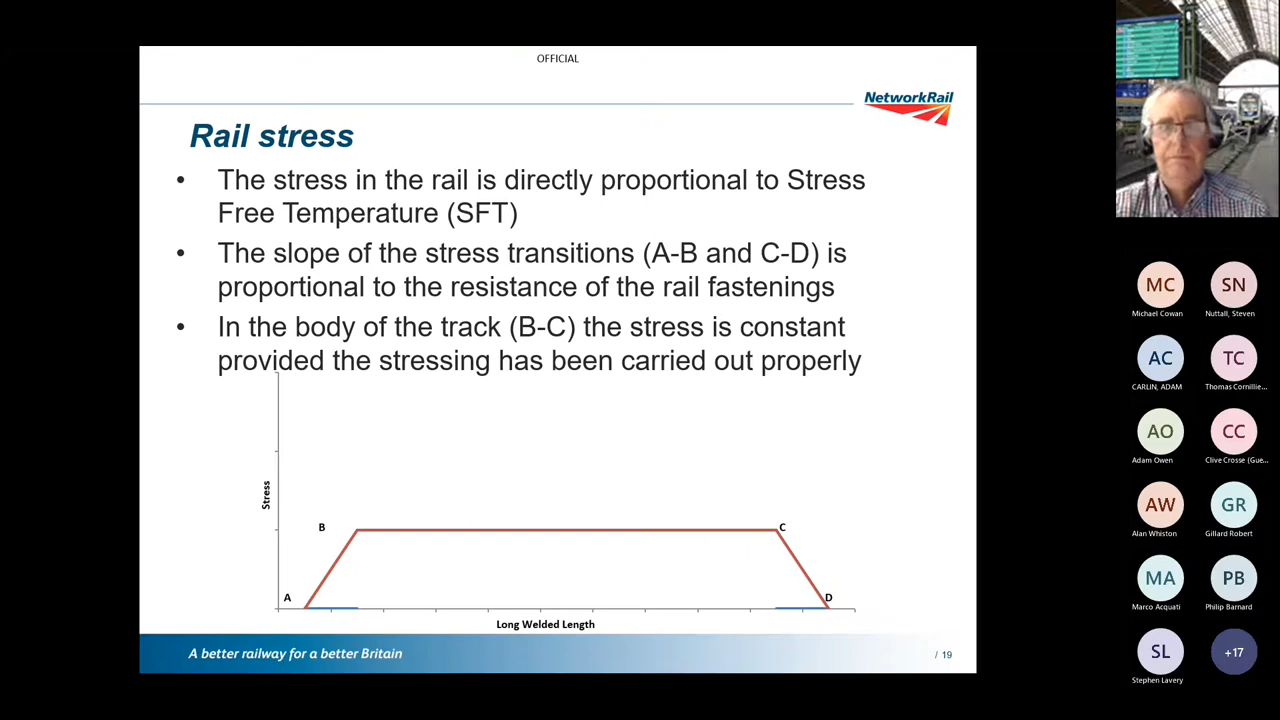 OFFICIAL
NetworkRail
Rail stress
• The stress in the rail is directly proportional to Stress
Free Temperature (SFT)
• The slope of the stress transitions (A-B and C-D) is
proportional to the resistance of the rail fastenings
• In the body of the track (B-C) the stress is constant
provided the stressing has been carried out properly
Stress
B
C
A
D
Long Welded Length
A better railway for a better Britain
/ 19
MC
SN
Michael Cowan
Nuttall, Steven
AC
TC
CARLIN, ADAM
Thomas Cornillie...
AO
CC
Adam Owen
Clive Crosse (Gue...
AW
GR
Alan Whiston
Gillard Robert
MA
PB
Marco Acquati
Philip Barnard
SL
+17
Stephen Lavery